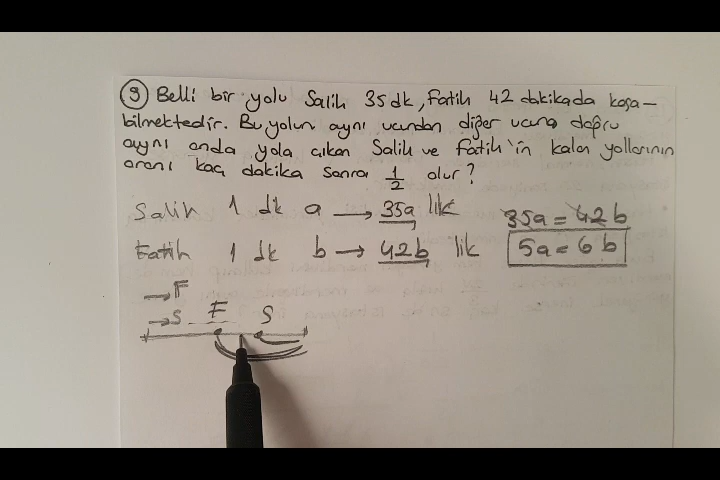 9 Belli bir yolu Salih 35 dk, Fatih 42 dakikada koşa-
bilmektedir. Bu yolun aynı ucundan diğer ucuna doğru
aynı anda yola çıkan Salih ve Fatih'in kalan yollarının
oranı kaç dakika sonra 1/2 olur?
Salih 1 dk a → 35a lık
35a = 42b
Fatih 1 dk b → 42b lik
5a = 6b
→ F
→ S F S